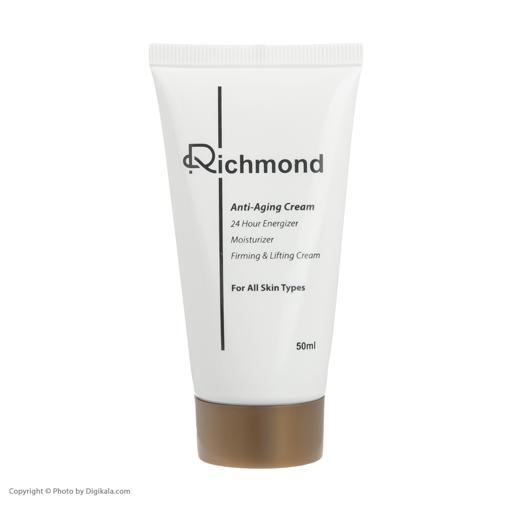 Richmond
Anti-Aging Cream
24 Hour Energizer
Moisturizer
Firming & Lifting Cream
For All Skin Types
50ml
Copyright © Photo by Digikala.com